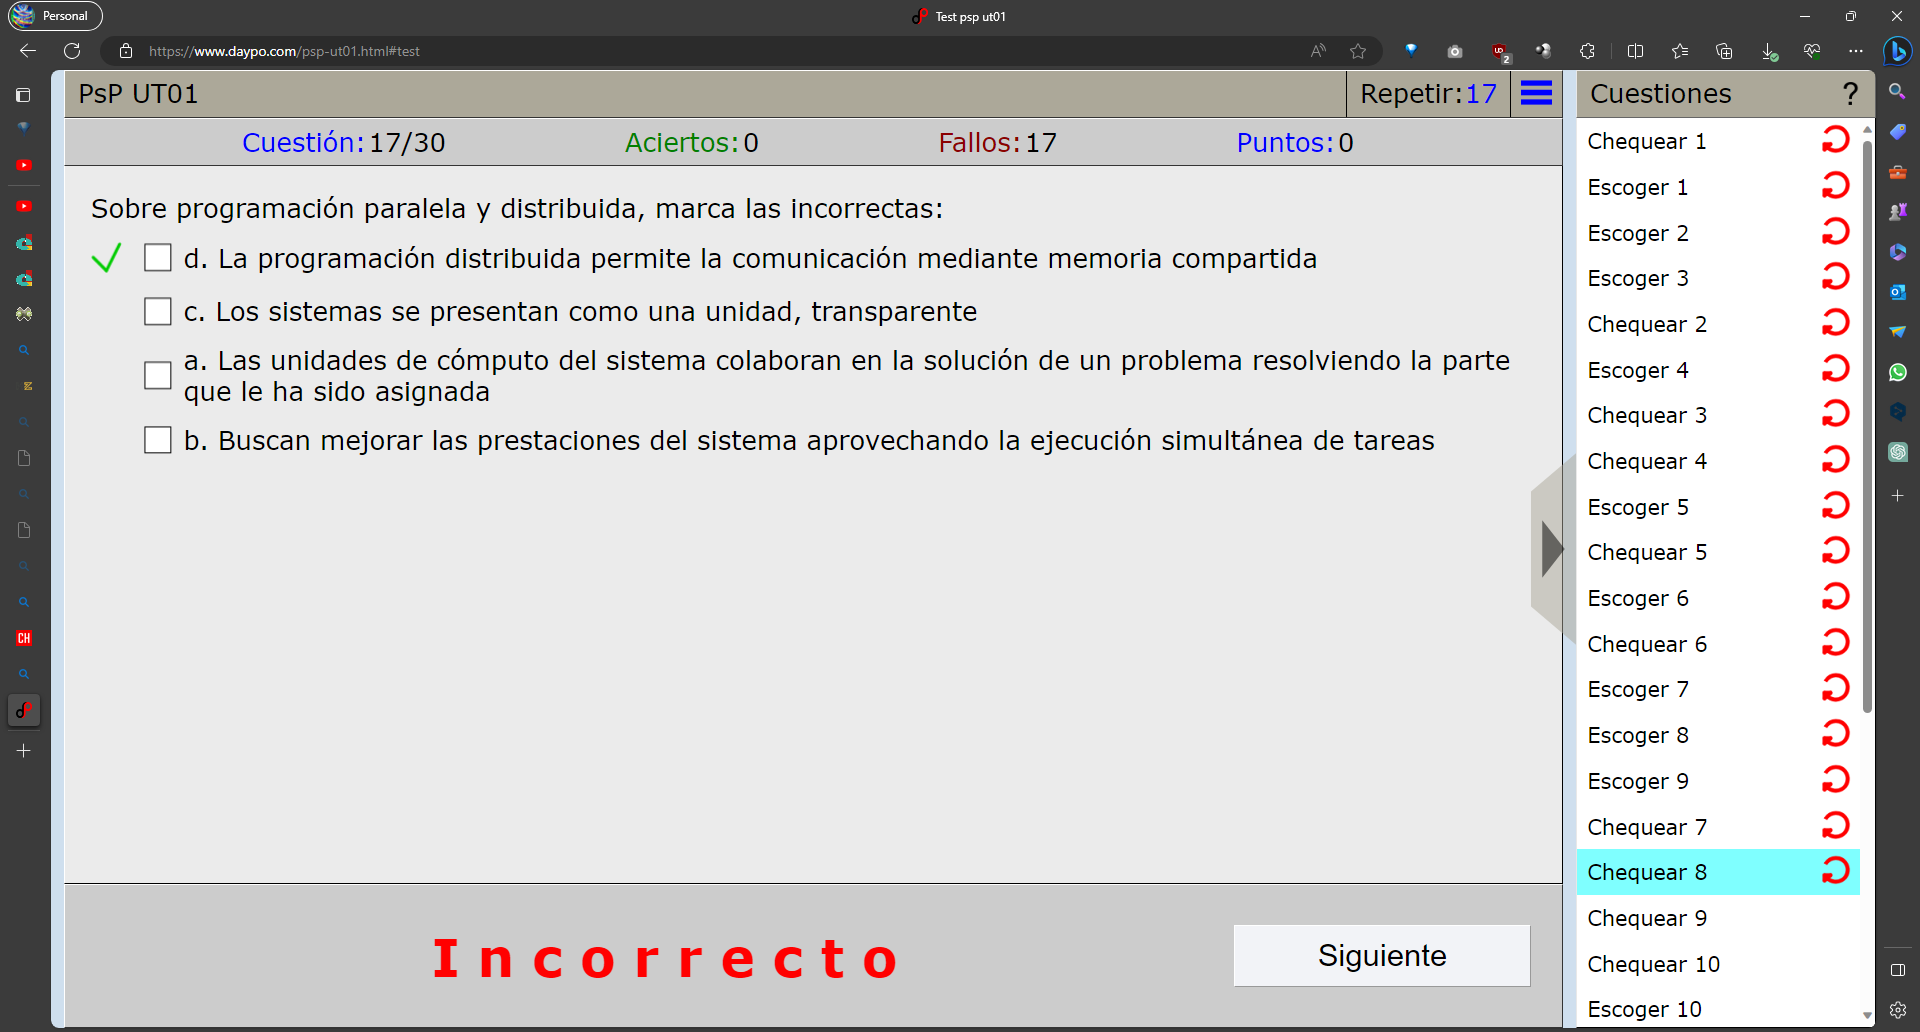 Personal
Test psp ut01
https://www.daypo.com/psp-ut01.html#test
2
PsP UT01
Repetir:17
Cuestión:17/30
Aciertos:0
Fallos:17
Puntos:0
Sobre programación paralela y distribuida, marca las incorrectas:
d. La programación distribuida permite la comunicación mediante memoria compartida
c. Los sistemas se presentan como una unidad, transparente
a. Las unidades de cómputo del sistema colaboran en la solución de un problema resolviendo la parte
que le ha sido asignada
b. Buscan mejorar las prestaciones del sistema aprovechando la ejecución simultánea de tareas
Incorrecto
Siguiente
Cuestiones
?
Chequear 1
Escoger 1
Escoger 2
Escoger 3
Chequear 2
Escoger 4
Chequear 3
Chequear 4
Escoger 5
Chequear 5
Escoger 6
Chequear 6
Escoger 7
Escoger 8
Escoger 9
Chequear 7
Chequear 8
Chequear 9
Chequear 10
Escoger 10
CH